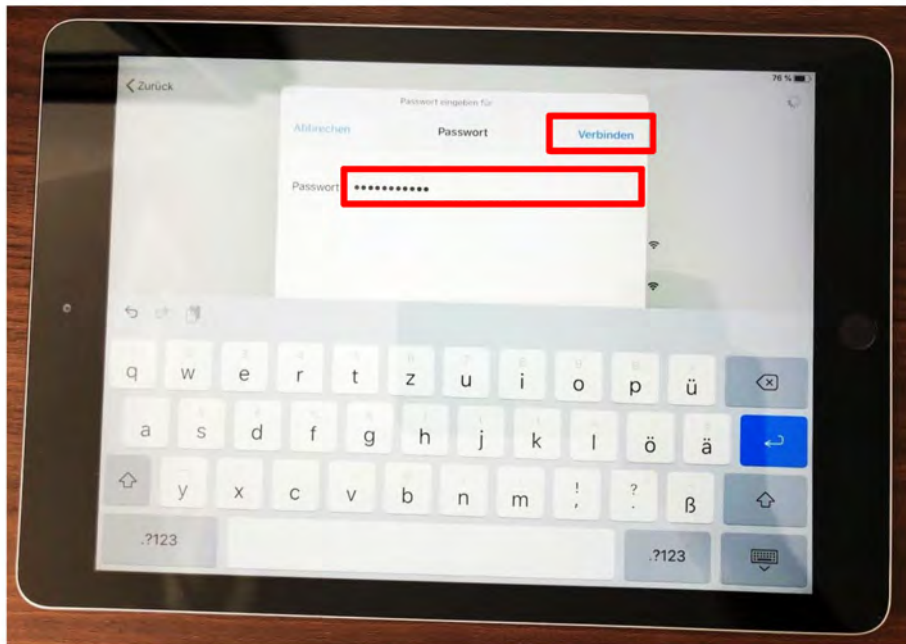 Zurück
76 %
Passwort eingeben für
Abbrechen Passwort Verbinden
Passwort •••••••••••
q w e r t z u i o p ü
a s d f g h j k l ö ä
! ?
y x c v b n m , . ß
.?123 .?123